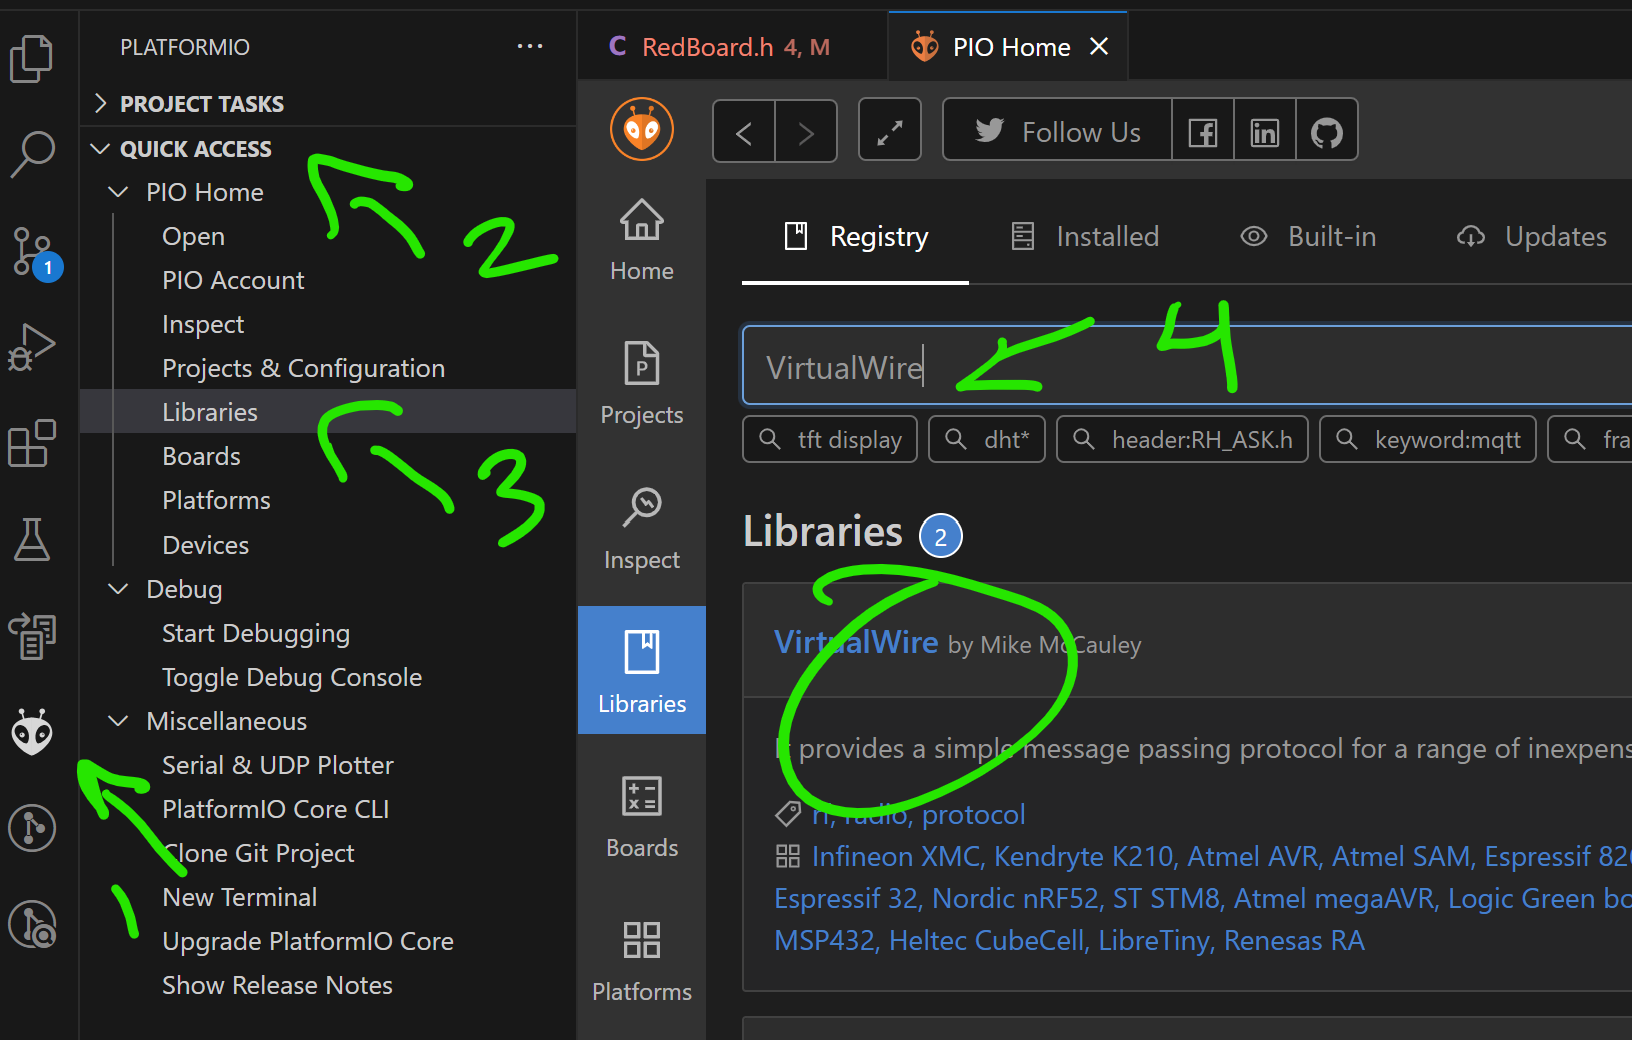 PLATFORMIO
PROJECT TASKS
QUICK ACCESS
PIO Home
Open
PIO Account
Inspect
Projects & Configuration
Libraries
Boards
Platforms
Devices
Debug
Start Debugging
Toggle Debug Console
Miscellaneous
Serial & UDP Plotter
PlatformIO Core CLI
Clone Git Project
New Terminal
Upgrade PlatformIO Core
Show Release Notes
1
1
2
3
4
C RedBoard.h 4, M
PIO Home
Follow Us
Home
Projects
Inspect
Libraries
Boards
Platforms
Registry Installed Built-in Updates
VirtualWire
tft display dht* header:RH_ASK.h keyword:mqtt fra
Libraries 2
VirtualWire by Mike McCauley
It provides a simple message passing protocol for a range of inexpens
rf, radio, protocol
Infineon XMC, Kendryte K210, Atmel AVR, Atmel SAM, Espressif 826
Espressif 32, Nordic nRF52, ST STM8, Atmel megaAVR, Logic Green bo
MSP432, Heltec CubeCell, LibreTiny, Renesas RA